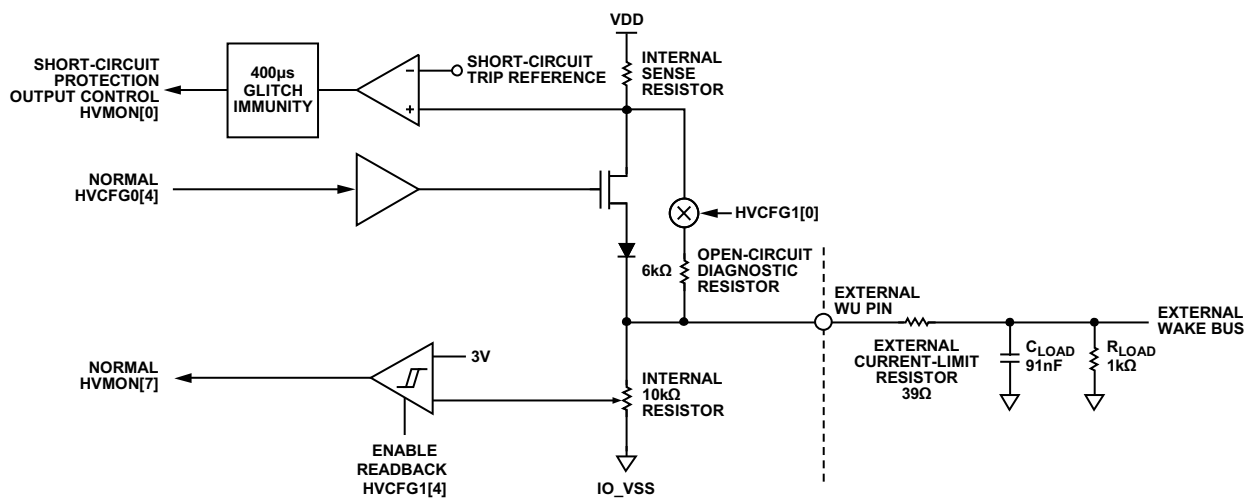 VDD
SHORT-CIRCUIT
PROTECTION
OUTPUT CONTROL
HVMON[0]
400µs
GLITCH
IMMUNITY
–
+
SHORT-CIRCUIT
TRIP REFERENCE
INTERNAL
SENSE
RESISTOR
NORMAL
HVCFG0[4]
HVCFG1[0]
6kΩ
OPEN-CIRCUIT
DIAGNOSTIC
RESISTOR
EXTERNAL
WU PIN
EXTERNAL
WAKE BUS
EXTERNAL
CURRENT-LIMIT
RESISTOR
39Ω
CLOAD
91nF
RLOAD
1kΩ
NORMAL
HVMON[7]
3V
INTERNAL
10kΩ
RESISTOR
ENABLE
READBACK
HVCFG1[4]
IO_VSS